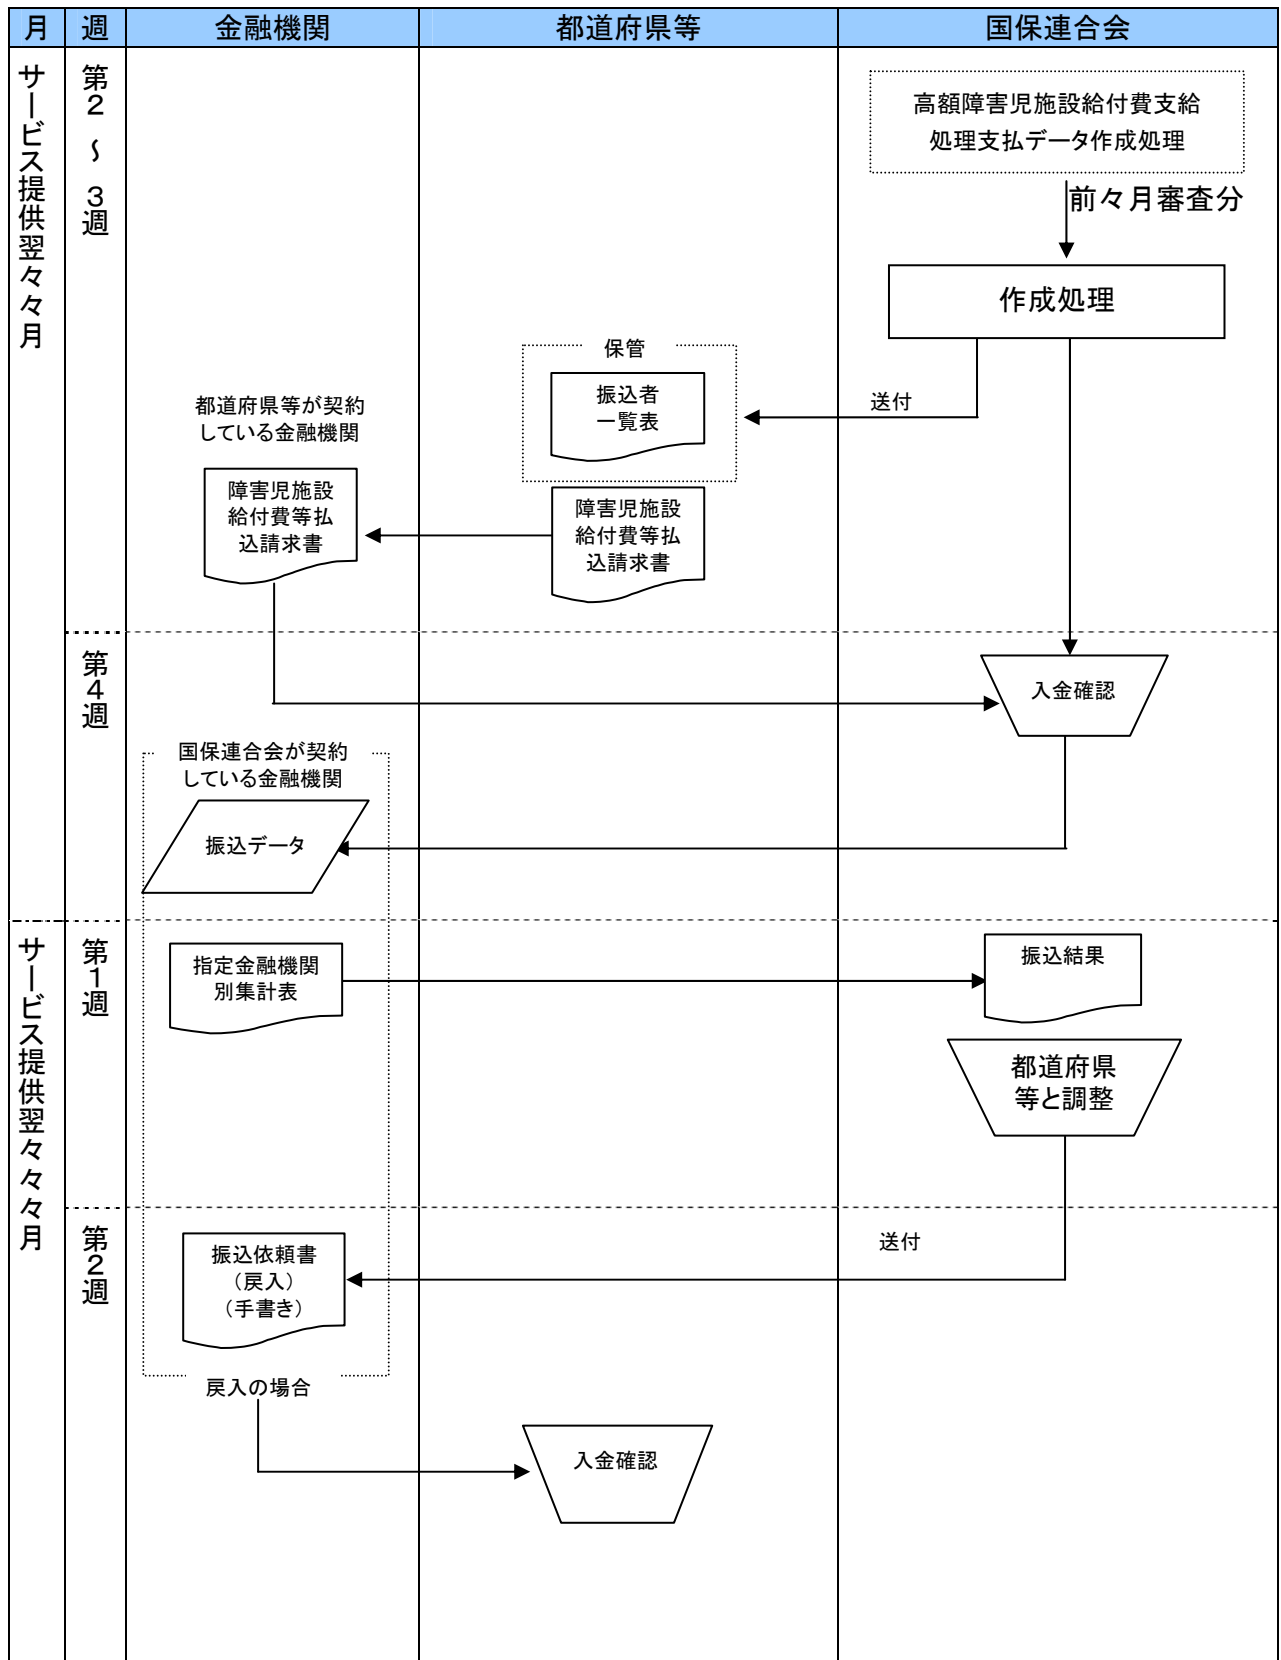 月 週 金融機関 都道府県等 国保連合会
サービス提供翌々月
第2～3週
高額障害児施設給付費支給
処理支払データ作成処理
前々月審査分
作成処理
保管
振込者
一覧表
送付
都道府県等が契約
している金融機関
障害児施設
給付費等払
込請求書
障害児施設
給付費等払
込請求書
第4週
入金確認
国保連合会が契約
している金融機関
振込データ
サービス提供翌々々月
第1週
指定金融機関
別集計表
振込結果
都道府県
等と調整
第2週
送付
振込依頼書
（戻入）
（手書き）
戻入の場合
入金確認